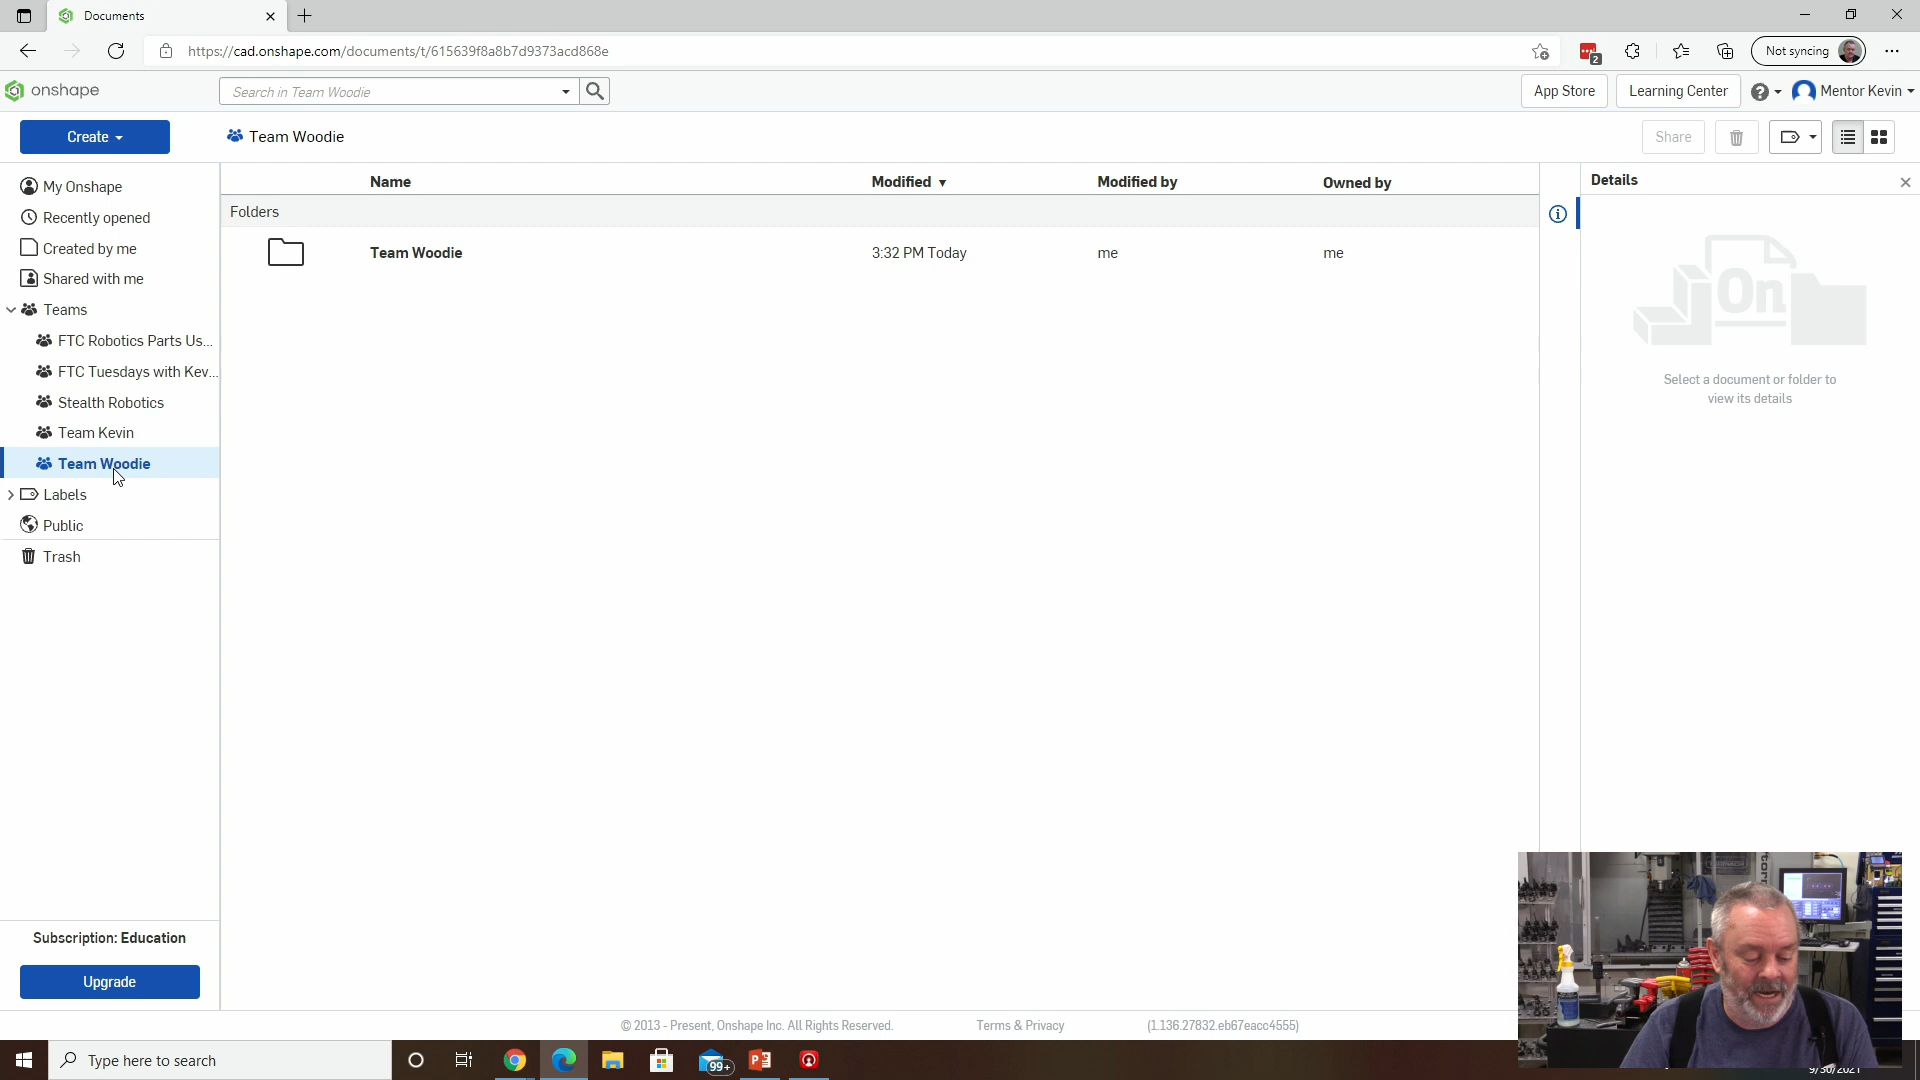 Documents
https://cad.onshape.com/documents/t/615639f8a8b7d9373acd868e
2
Not syncing
onshape
Search in Team Woodie
App Store
Learning Center
Mentor Kevin
Create
Team Woodie
Share
My Onshape
Recently opened
Created by me
Shared with me
Teams
FTC Robotics Parts Us...
FTC Tuesdays with Kev...
Stealth Robotics
Team Kevin
Team Woodie
Labels
Public
Trash
Name Modified Modified by Owned by
Folders
Team Woodie 3:32 PM Today me me
Details
On
Select a document or folder to
view its details
Subscription: Education
Upgrade
© 2013 - Present, Onshape Inc. All Rights Reserved. Terms & Privacy (1.136.27832.eb67eacc4555)
Type here to search
99+
9/30/2021